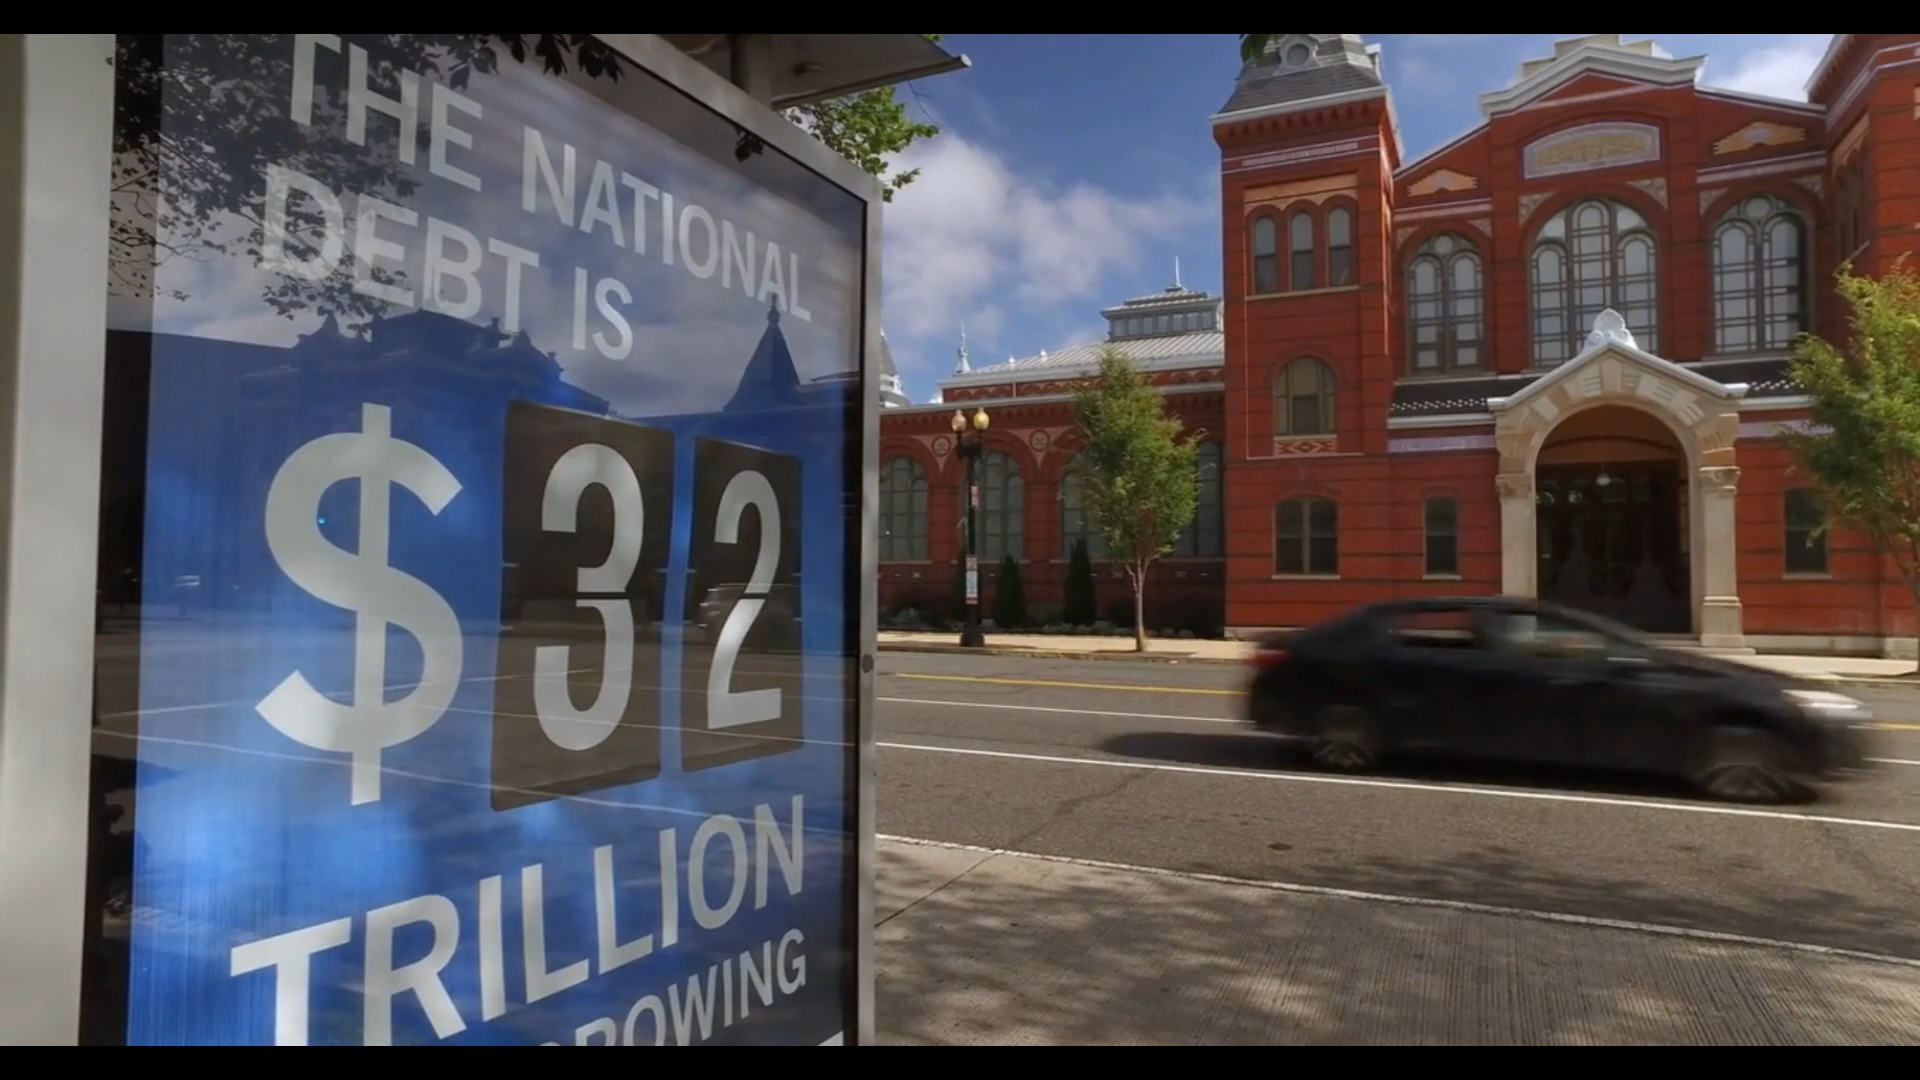 THE NATIONAL
DEBT IS
$32
TRILLION